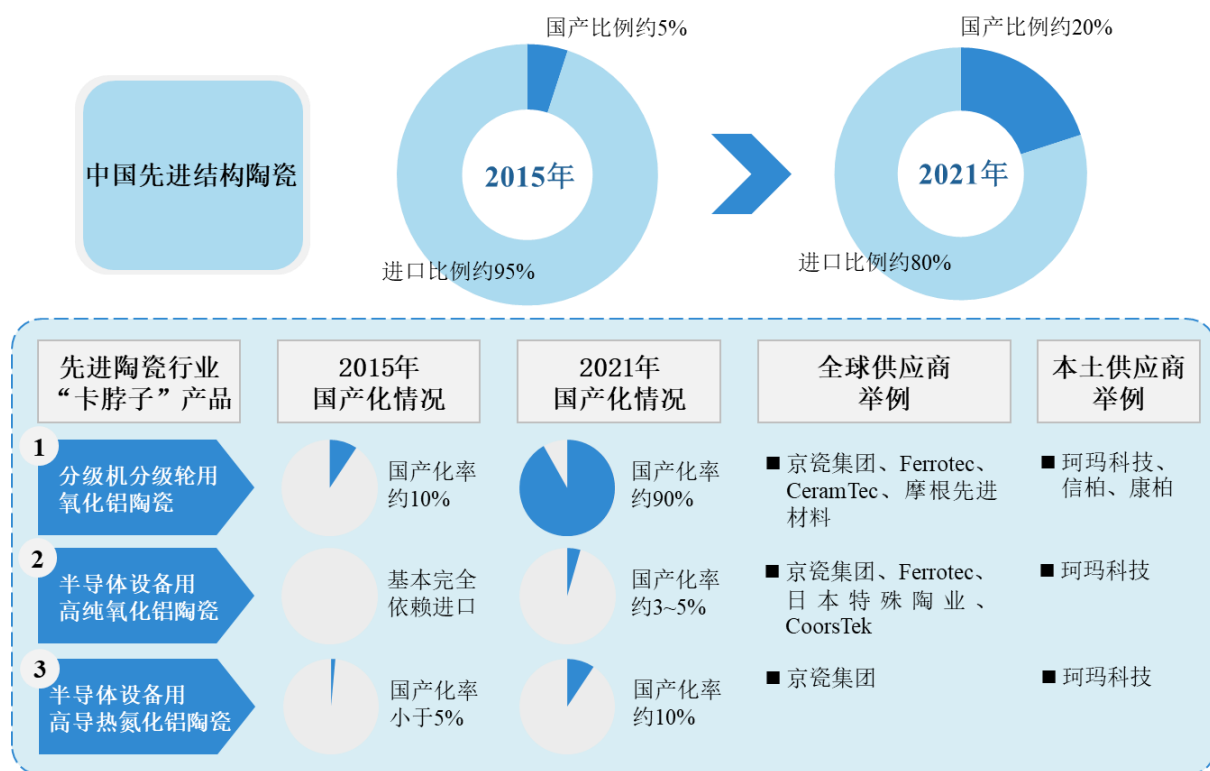 国产比例约5%
国产比例约20%
中国先进结构陶瓷
2015年
2021年
进口比例约95%
进口比例约80%
先进陶瓷行业
“卡脖子”产品
2015年
国产化情况
2021年
国产化情况
全球供应商
举例
本土供应商
举例
1
分级机分级轮用
氧化铝陶瓷
国产化率
约10%
国产化率
约90%
■ 京瓷集团、Ferrotec、
CeramTec、摩根先进
材料
■ 珂玛科技、
信柏、康柏
2
半导体设备用
高纯氧化铝陶瓷
基本完全
依赖进口
国产化率
约3~5%
■ 京瓷集团、Ferrotec、
日本特殊陶业、
CoorsTek
■ 珂玛科技
3
半导体设备用
高导热氮化铝陶瓷
国产化率
小于5%
国产化率
约10%
■ 京瓷集团
■ 珂玛科技